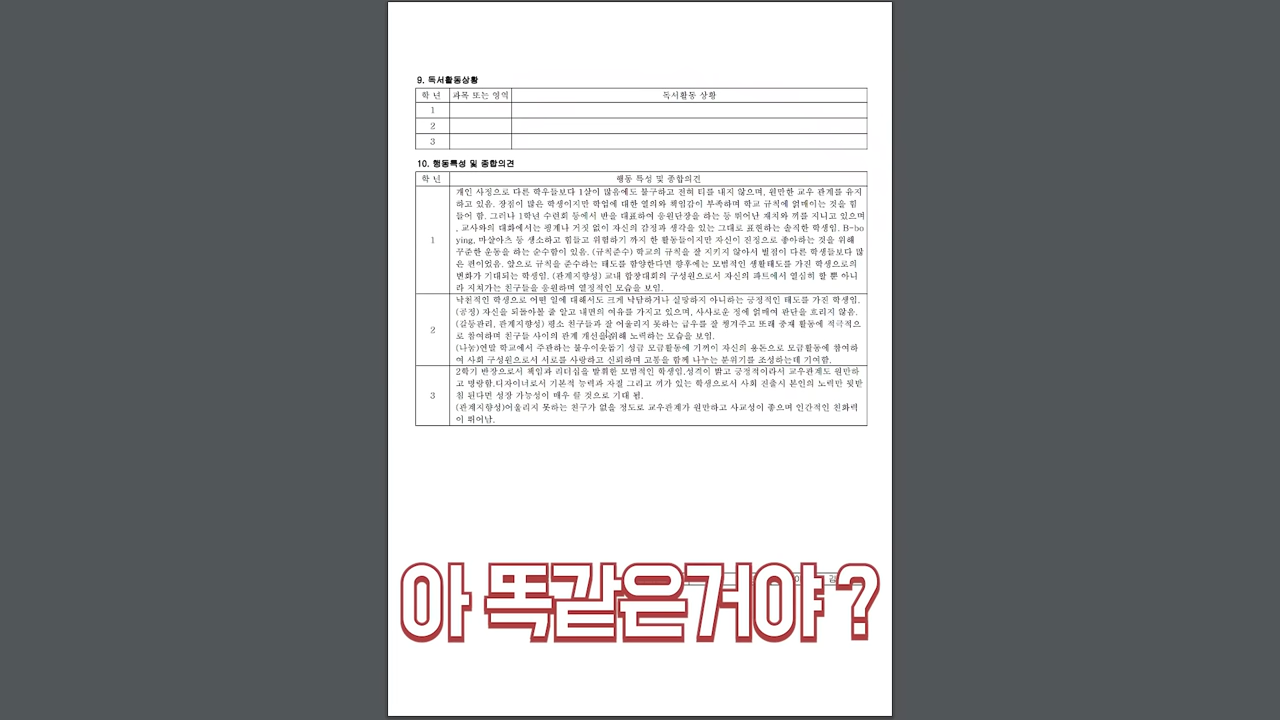 9. 독서활동상황
학 년 과목 또는 영역 독서활동 상황
1
2
3
10. 행동특성 및 종합의견
학 년 행동 특성 및 종합의견
개인 사정으로 다른 학우들보다 1살이 많음에도 불구하고 전혀 티를 내지 않으며, 원만한 교우 관계를 유지
하고 있음. 장점이 많은 학생이지만 학업에 대한 열의와 책임감이 부족하며 학교 규칙에 얽메이는 것을 힘
들어 함. 그러나 1학년 수련회 등에서 반을 대표하여 응원단장을 하는 등 뛰어난 재치와 끼를 지니고 있으며
, 교사와의 대화에서는 핑계나 거짓 없이 자신의 감정과 생각을 있는 그대로 표현하는 솔직한 학생임. B-bo
1 ying, 마샬아츠 등 생소하고 힘들고 위험하기 까지 한 활동들이지만 자신이 진정으로 좋아하는 것을 위해
꾸준한 운동을 하는 순수함이 있음. (규칙준수) 학교의 규칙을 잘 지키지 않아서 벌점이 다른 학생들보다 많
은 편이었음. 앞으로 규칙을 준수하는 태도를 함양한다면 향후에는 모범적인 생활태도를 가진 학생으로의
변화가 기대되는 학생임. (관계지향성) 교내 합창대회의 구성원으로서 자신의 파트에서 열심히 할 뿐 아니
라 지쳐가는 친구들을 응원하며 열정적인 모습을 보임.
낙천적인 학생으로 어떤 일에 대해서도 크게 낙담하거나 실망하지 아니하는 긍정적인 태도를 가진 학생임.
(공정) 자신을 되돌아볼 줄 알고 내면의 여유를 가지고 있으며, 사사로운 정에 얽메여 판단을 흐리지 않음.
2 (갈등관리, 관계지향성) 평소 친구들과 잘 어울리지 못하는 급우를 잘 챙겨주고 또래 중재 활동에 적극적으
로 참여하며 친구들 사이의 관계 개선을 위해 노력하는 모습을 보임.
(나눔)연말 학교에서 주관하는 불우이웃돕기 성금 모금활동에 기꺼이 자신의 용돈으로 모금활동에 참여하
여 사회 구성원으로서 서로를 사랑하고 신뢰하며 고통을 함께 나누는 분위기를 조성하는데 기여함.
2학기 반장으로서 책임과 리더십을 발휘한 모범적인 학생임.성격이 밝고 긍정적이라서 교우관계도 원만하
고 명랑함.디자이너로서 기본적 능력과 자질 그리고 끼가 있는 학생으로서 사회 진출시 본인의 노력만 뒷받
3 침 된다면 성장 가능성이 매우 클 것으로 기대 됨.
(관계지향성)어울리지 못하는 친구가 없을 정도로 교우관계가 원만하고 사교성이 좋으며 인간적인 친화력
이 뛰어남.
아 똑같은거야?